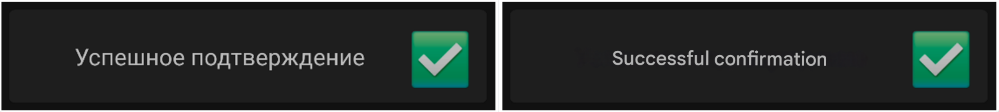 Успешное подтверждение
Successful confirmation